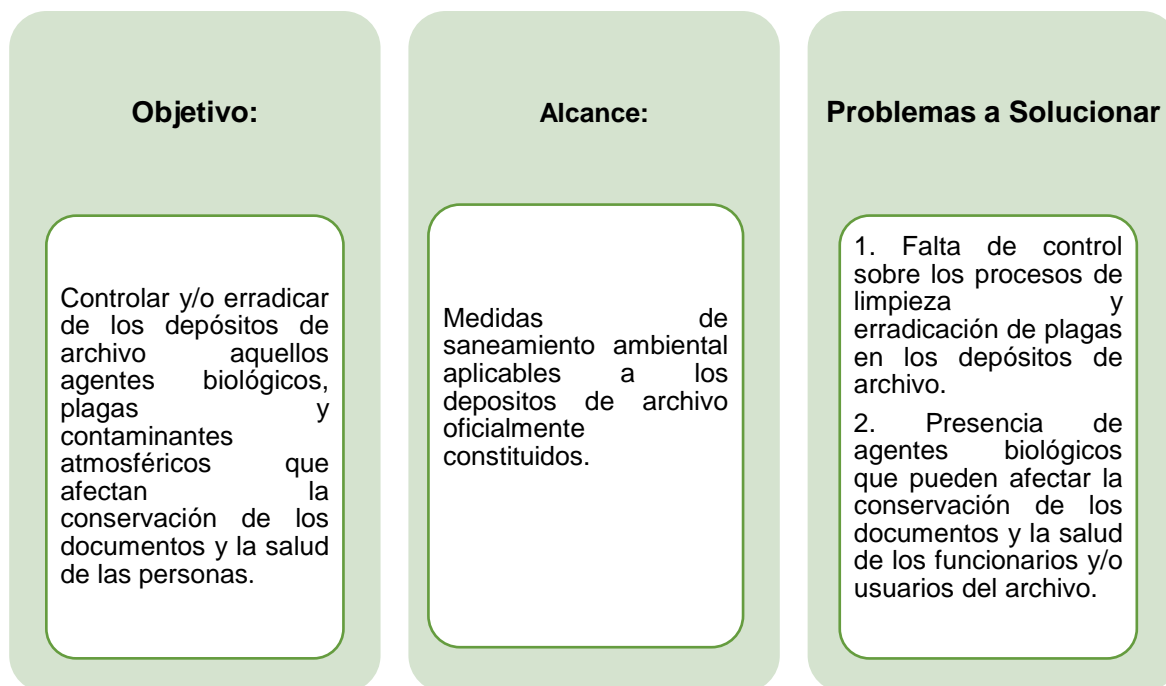 Objetivo:
Controlar y/o erradicar
de los depósitos de
archivo aquellos
agentes biológicos,
plagas y
contaminantes
atmosféricos que
afectan la
conservación de los
documentos y la salud
de las personas.
Alcance:
Medidas de
saneamiento ambiental
aplicables a los
depositos de archivo
oficialmente
constituidos.
Problemas a Solucionar
1. Falta de control
sobre los procesos de
limpieza y
erradicación de plagas
en los depósitos de
archivo.
2. Presencia de
agentes biológicos
que pueden afectar la
conservación de los
documentos y la salud
de los funcionarios y/o
usuarios del archivo.